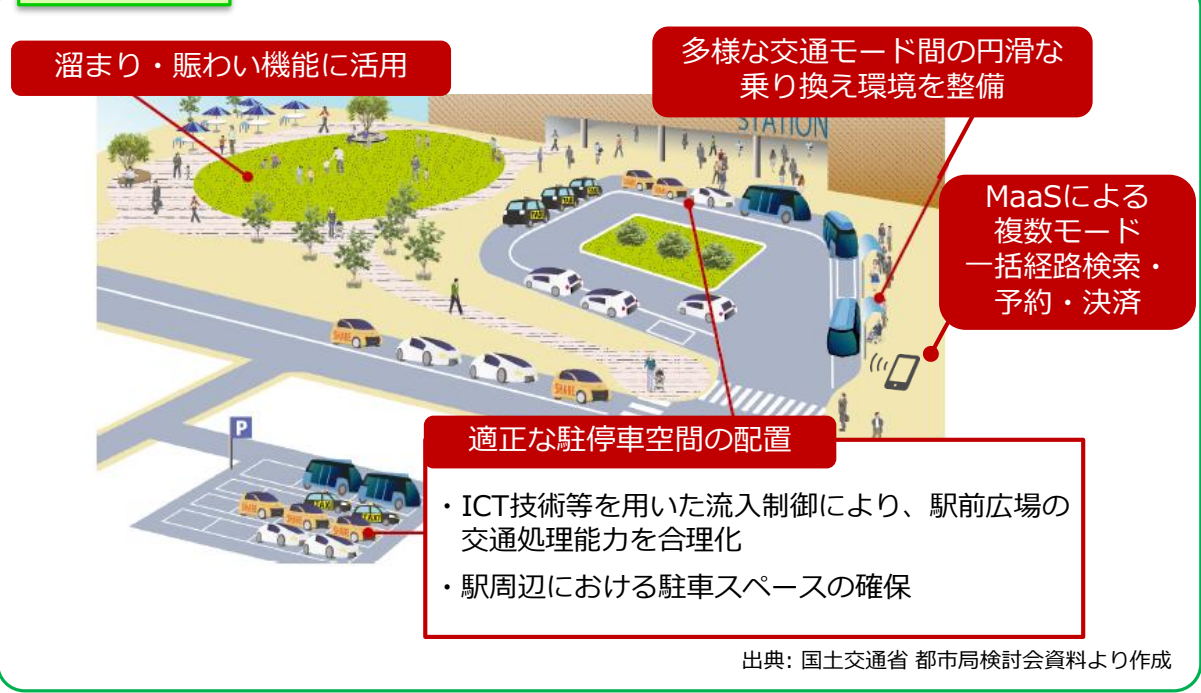 溜まり・賑わい機能に活用
多様な交通モード間の円滑な
乗り換え環境を整備
STATION
MaaSによる
複数モード
一括経路検索・
予約・決済
TAXI
SHARE
SHARE
P
適正な駐停車空間の配置
・ICT技術等を用いた流入制御により、駅前広場の
交通処理能力を合理化
・駅周辺における駐車スペースの確保
TAXI
出典: 国土交通省 都市局検討会資料より作成